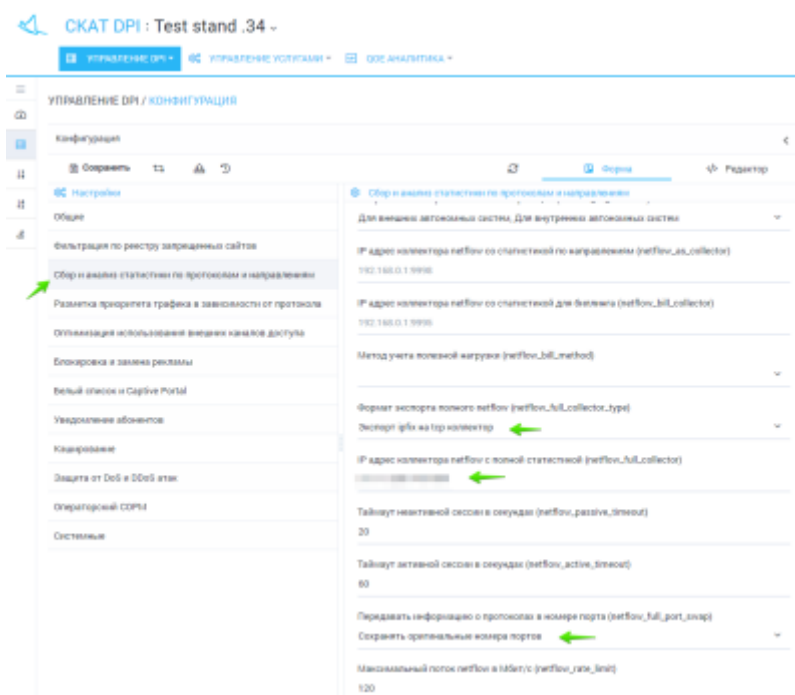 СКАТ DPI : Test stand .34
УПРАВЛЕНИЕ DPI
УПРАВЛЕНИЕ УСЛУГАМИ
QOE АНАЛИТИКА
УПРАВЛЕНИЕ DPI / КОНФИГУРАЦИЯ
Конфигурация
Сохранить
Форма
Редактор
Настройки
Общие
Фильтрация по реестру запрещенных сайтов
Сбор и анализ статистики по протоколам и направлениям
Разметка приоритета трафика в зависимости от протокола
Оптимизация использования внешних каналов доступа
Блокировка и замена рекламы
Белый список и Captive Portal
Уведомление абонентов
Кэширование
Защита от DoS и DDoS атак
Операторский СОРМ
Системные
Сбор и анализ статистики по протоколам и направлениям
Для внешних автономных систем, Для внутренних автономных систем
IP адрес коллектора netflow со статистикой по направлениям (netflow_as_collector)
192.168.0.1:9996
IP адрес коллектора netflow со статистикой для биллинга (netflow_bill_collector)
192.168.0.1:9996
Метод учета полезной нагрузки (netflow_bill_method)
Формат экспорта полного netflow (netflow_full_collector_type)
Экспорт ipfix на tcp коллектор
IP адрес коллектора netflow с полной статистикой (netflow_full_collector)
Таймаут неактивной сессии в секундах (netflow_passive_timeout)
20
Таймаут активной сессии в секундах (netflow_active_timeout)
60
Передавать информацию о протоколах в номере порта (netflow_full_port_swap)
Сохранять оригинальные номера портов
Максимальный поток netflow в Мбит/с (netflow_rate_limit)
120